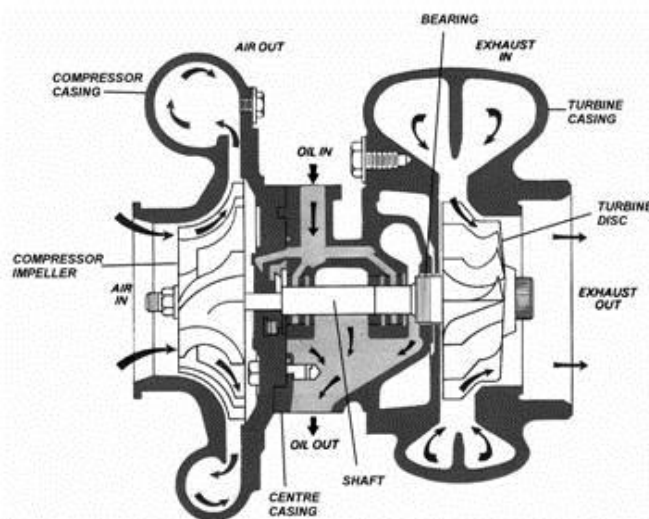 BEARING
AIR OUT
EXHAUST
IN
COMPRESSOR
CASING
TURBINE
CASING
OIL IN
TURBINE
DISC
COMPRESSOR
IMPELLER
AIR
IN
EXHAUST
OUT
OIL OUT
SHAFT
CENTRE
CASING